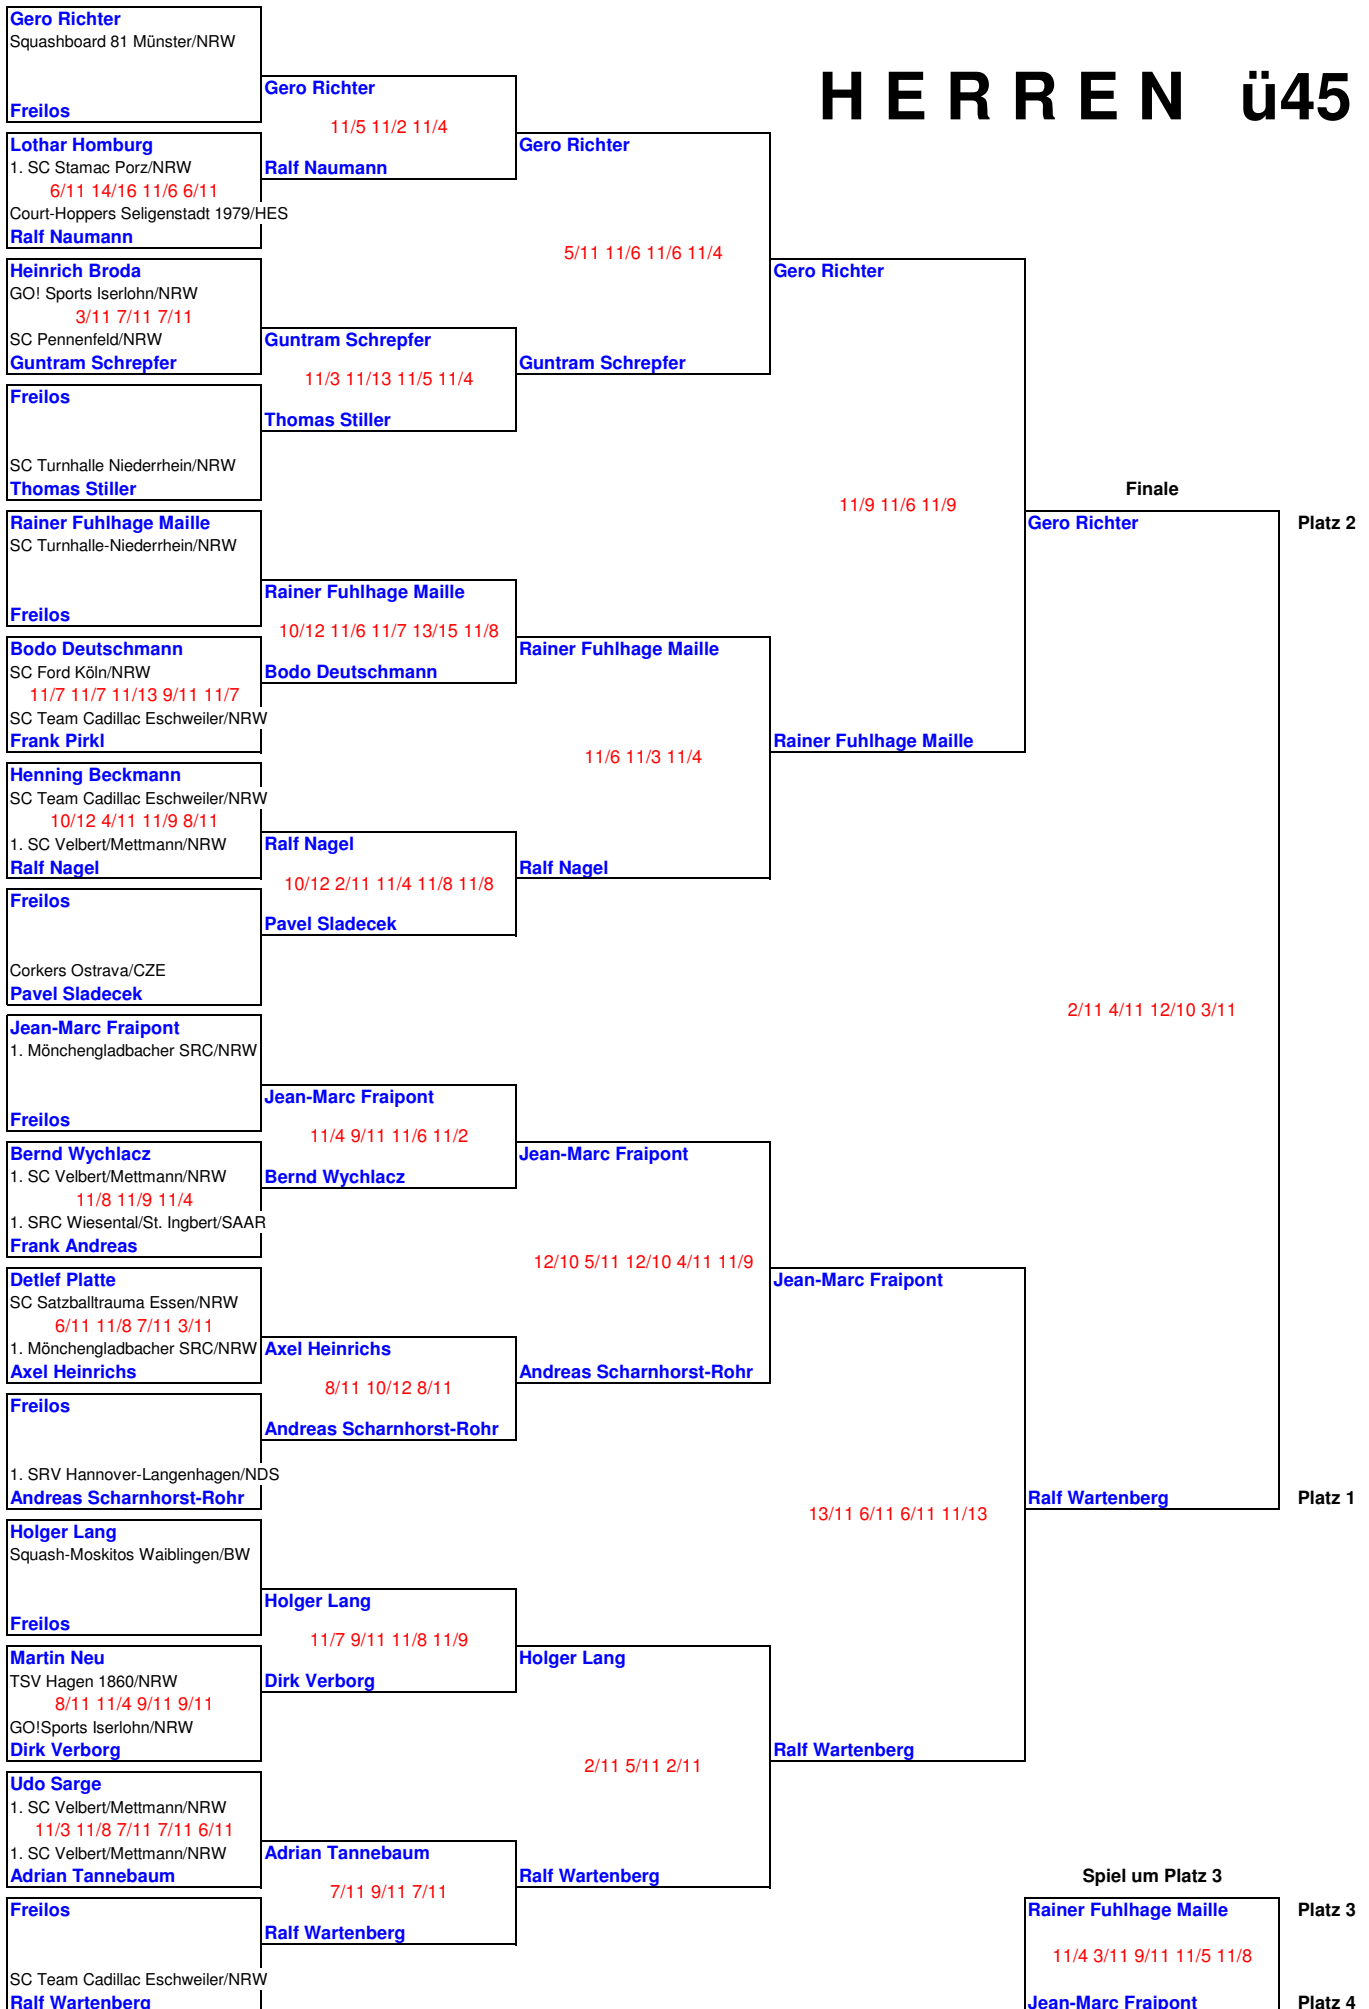 HERREN ü45
Gero Richter
Squashboard 81 Münster/NRW
Freilos
Lothar Homburg
1. SC Stamac Porz/NRW
6/11 14/16 11/6 6/11
Court-Hoppers Seligenstadt 1979/HES
Ralf Naumann
Heinrich Broda
GO! Sports Iserlohn/NRW
3/11 7/11 7/11
SC Pennenfeld/NRW
Guntram Schrepfer
Freilos
SC Turnhalle Niederrhein/NRW
Thomas Stiller
Rainer Fuhlhage Maille
SC Turnhalle-Niederrhein/NRW
Freilos
Bodo Deutschmann
SC Ford Köln/NRW
11/7 11/7 11/13 9/11 11/7
SC Team Cadillac Eschweiler/NRW
Frank Pirkl
Henning Beckmann
SC Team Cadillac Eschweiler/NRW
10/12 4/11 11/9 8/11
1. SC Velbert/Mettmann/NRW
Ralf Nagel
Freilos
Corkers Ostrava/CZE
Pavel Sladecek
Jean-Marc Fraipont
1. Mönchengladbacher SRC/NRW
Freilos
Bernd Wychlacz
1. SC Velbert/Mettmann/NRW
11/8 11/9 11/4
1. SRC Wiesental/St. Ingbert/SAAR
Frank Andreas
Detlef Platte
SC Satzballtrauma Essen/NRW
6/11 11/8 7/11 3/11
1. Mönchengladbacher SRC/NRW
Axel Heinrichs
Freilos
1. SRV Hannover-Langenhagen/NDS
Andreas Scharnhorst-Rohr
Holger Lang
Squash-Moskitos Waiblingen/BW
Freilos
Martin Neu
TSV Hagen 1860/NRW
8/11 11/4 9/11 9/11
GO!Sports Iserlohn/NRW
Dirk Verborg
Udo Sarge
1. SC Velbert/Mettmann/NRW
11/3 11/8 7/11 7/11 6/11
1. SC Velbert/Mettmann/NRW
Adrian Tannebaum
Freilos
SC Team Cadillac Eschweiler/NRW
Ralf Wartenberg
Gero Richter
11/5 11/2 11/4
Ralf Naumann
Guntram Schrepfer
11/3 11/13 11/5 11/4
Thomas Stiller
Rainer Fuhlhage Maille
10/12 11/6 11/7 13/15 11/8
Bodo Deutschmann
Ralf Nagel
10/12 2/11 11/4 11/8 11/8
Pavel Sladecek
Jean-Marc Fraipont
11/4 9/11 11/6 11/2
Bernd Wychlacz
Axel Heinrichs
8/11 10/12 8/11
Andreas Scharnhorst-Rohr
Holger Lang
11/7 9/11 11/8 11/9
Dirk Verborg
Adrian Tannebaum
7/11 9/11 7/11
Ralf Wartenberg
Gero Richter
5/11 11/6 11/6 11/4
Guntram Schrepfer
Rainer Fuhlhage Maille
11/6 11/3 11/4
Ralf Nagel
Jean-Marc Fraipont
12/10 5/11 12/10 4/11 11/9
Andreas Scharnhorst-Rohr
Holger Lang
2/11 5/11 2/11
Ralf Wartenberg
Gero Richter
11/9 11/6 11/9
Rainer Fuhlhage Maille
Jean-Marc Fraipont
13/11 6/11 6/11 11/13
Ralf Wartenberg
Finale
Gero Richter Platz 2
2/11 4/11 12/10 3/11
Ralf Wartenberg Platz 1
Spiel um Platz 3
Rainer Fuhlhage Maille Platz 3
11/4 3/11 9/11 11/5 11/8
Jean-Marc Fraipont Platz 4